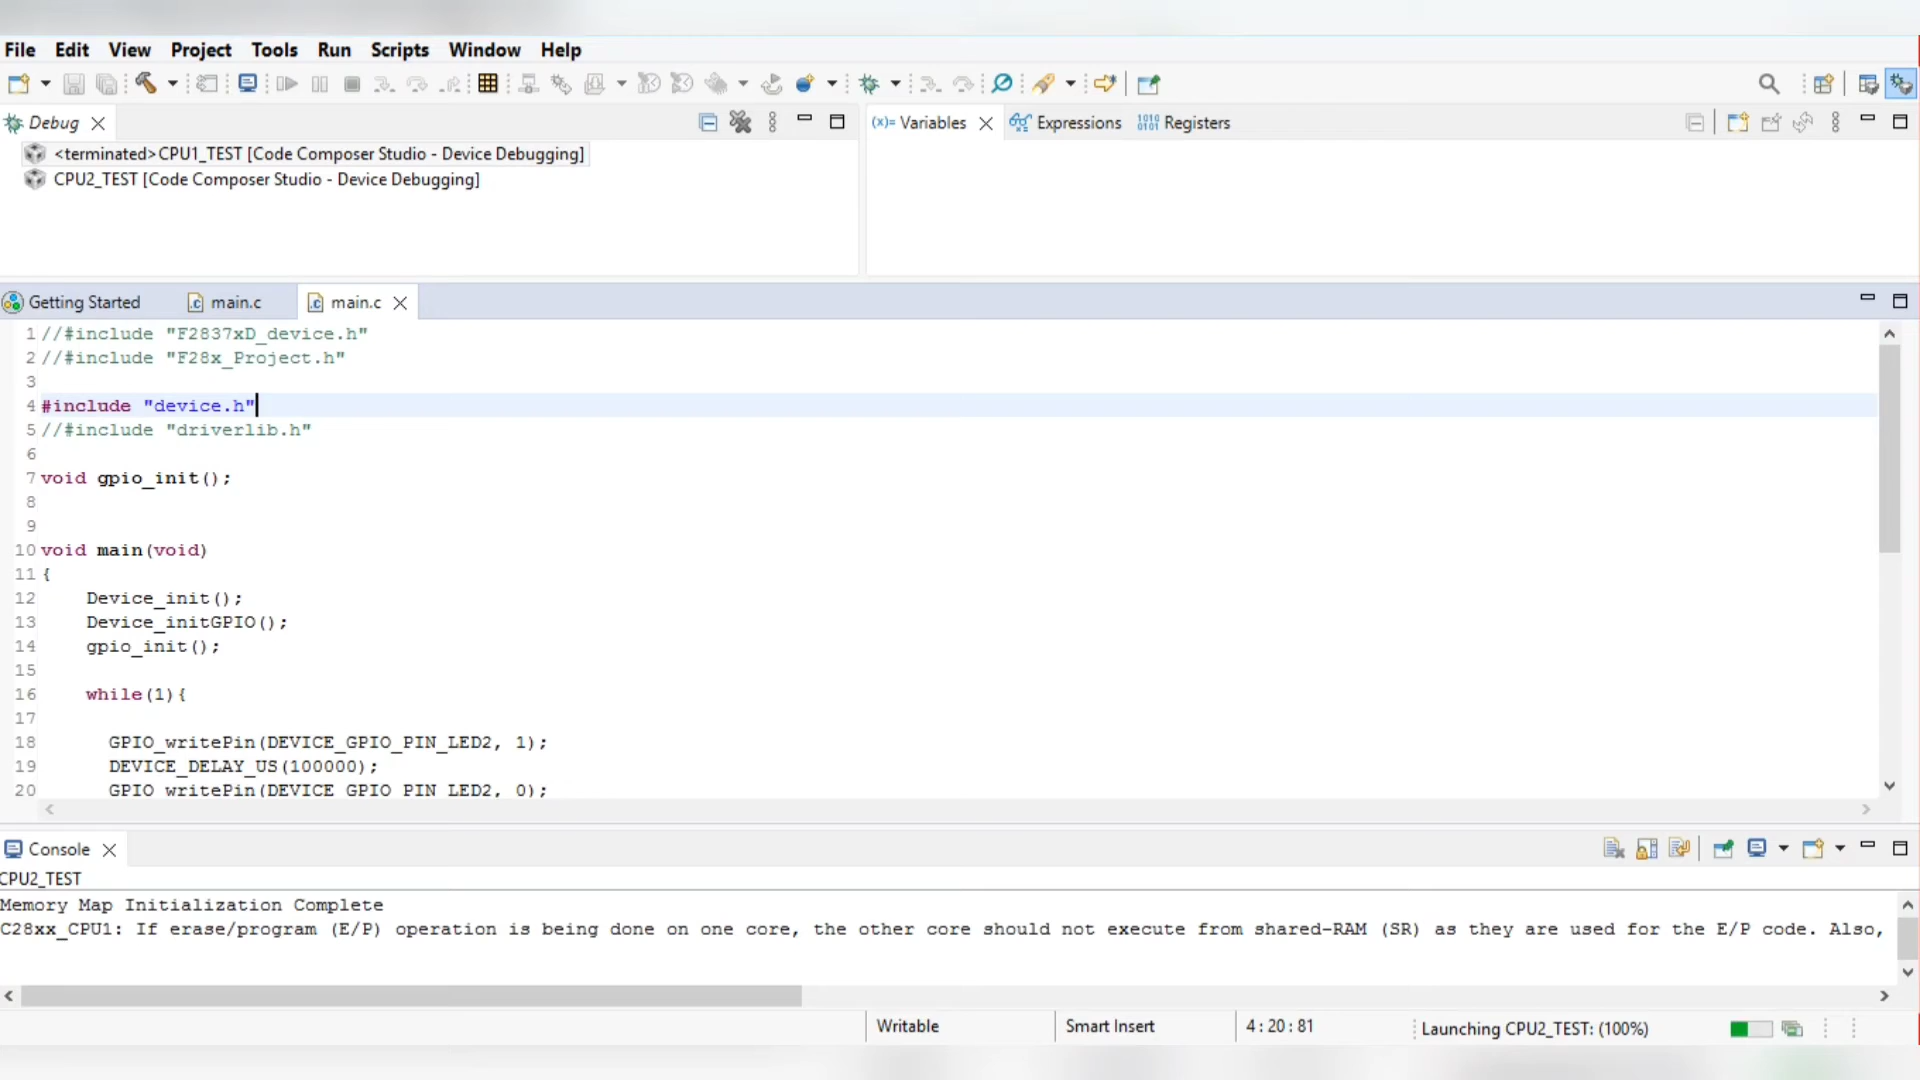 File Edit View Project Tools Run Scripts Window Help
Debug
<terminated>CPU1_TEST [Code Composer Studio - Device Debugging]
CPU2_TEST [Code Composer Studio - Device Debugging]
(x)= Variables Expressions Registers
Getting Started main.c main.c
1 //#include "F2837xD_device.h"
2 //#include "F28x_Project.h"
3
4 #include "device.h"
5 //#include "driverlib.h"
6
7 void gpio_init();
8
9
10 void main(void)
11 {
12 Device_init();
13 Device_initGPIO();
14 gpio_init();
15
16 while(1){
17
18 GPIO_writePin(DEVICE_GPIO_PIN_LED2, 1);
19 DEVICE_DELAY_US(100000);
20 GPIO_writePin(DEVICE_GPIO_PIN_LED2, 0);
Console
CPU2_TEST
Memory Map Initialization Complete
C28xx_CPU1: If erase/program (E/P) operation is being done on one core, the other core should not execute from shared-RAM (SR) as they are used for the E/P code. Also,
Writable Smart Insert 4 : 20 : 81 Launching CPU2_TEST: (100%)